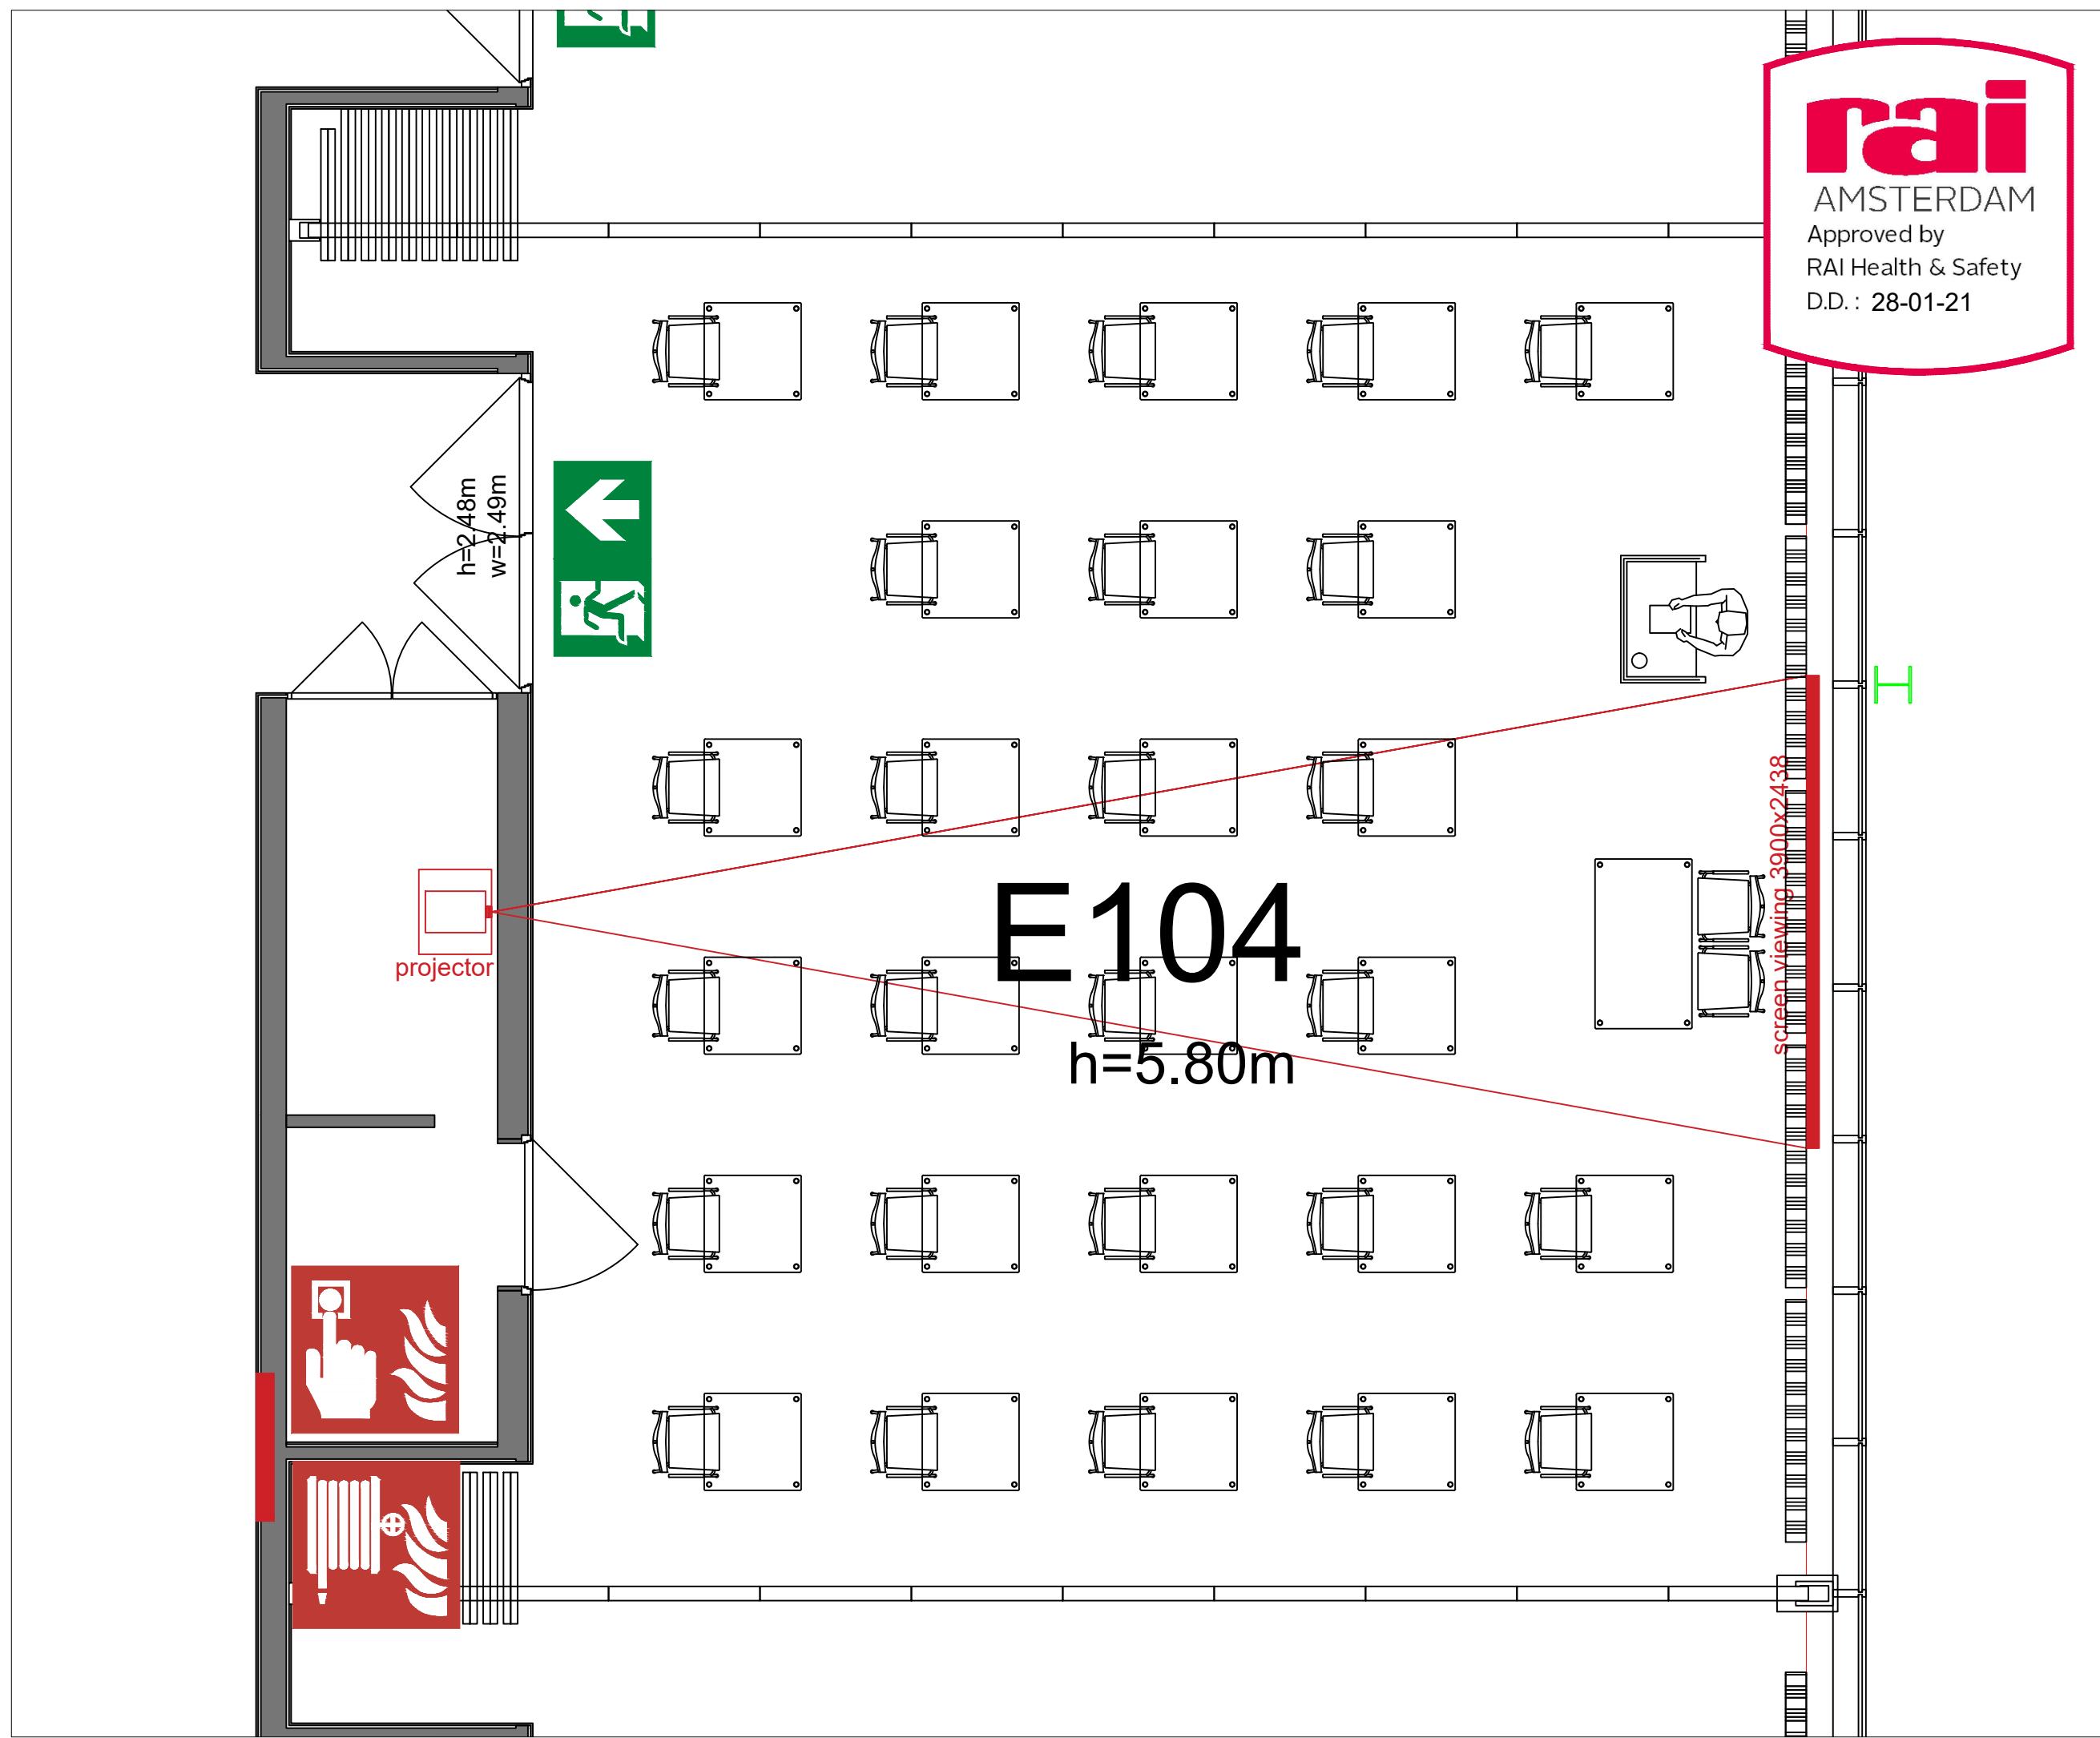 rai
AMSTERDAM
Approved by
RAI Health & Safety
D.D.: 28-01-21
h=2.48m
w=2.49m
screen viewing 3900x2438
projector
E104
h=5.80m